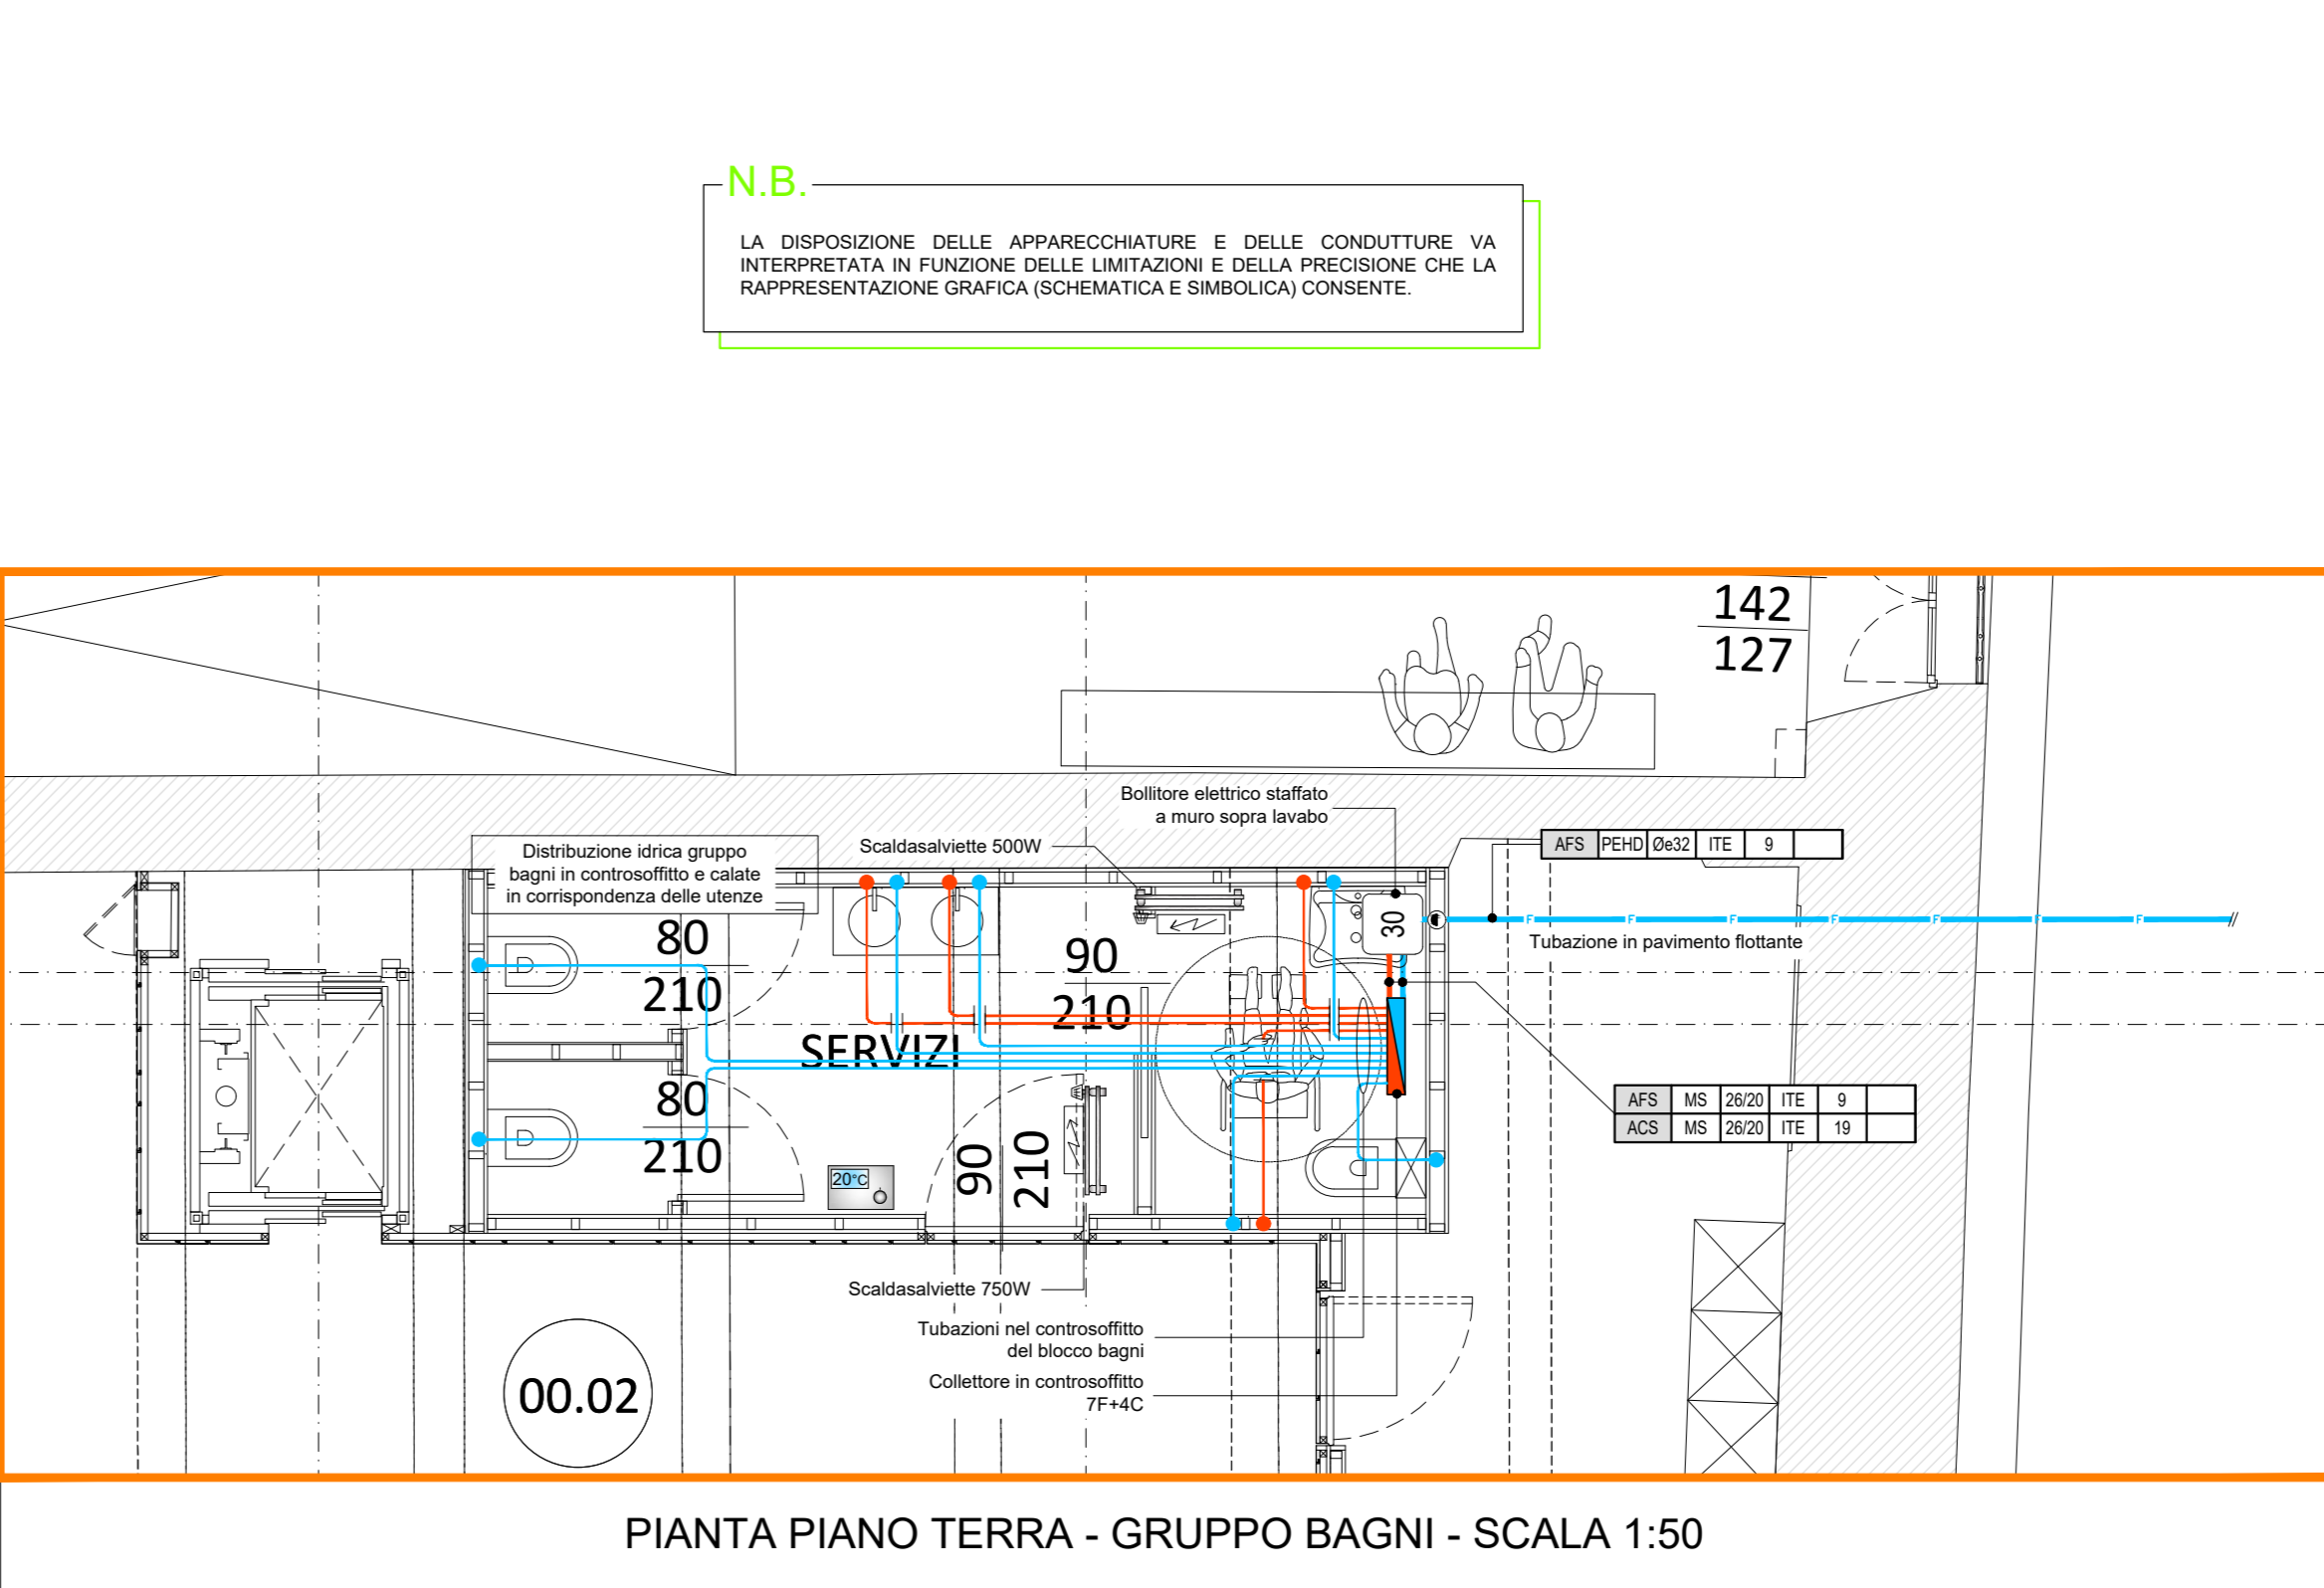 N.B.
LA DISPOSIZIONE DELLE APPARECCHIATURE E DELLE CONDUTTURE VA
INTERPRETATA IN FUNZIONE DELLE LIMITAZIONI E DELLA PRECISIONE CHE LA
RAPPRESENTAZIONE GRAFICA (SCHEMATICA E SIMBOLICA) CONSENTE.
142
127
Bollitore elettrico staffato
a muro sopra lavabo
Scaldasalviette 500W
Distribuzione idrica gruppo
bagni in controsoffitto e calate
in corrispondenza delle utenze
AFS PEHD Øe32 ITE 9
30
F F F F F F F
Tubazione in pavimento flottante
80
210
90
210
SERVIZI
80
210
90
210
20°C
AFS MS 26/20 ITE 9
ACS MS 26/20 ITE 19
Scaldasalviette 750W
Tubazioni nel controsoffitto
del blocco bagni
Collettore in controsoffitto
7F+4C
00.02
PIANTA PIANO TERRA - GRUPPO BAGNI - SCALA 1:50